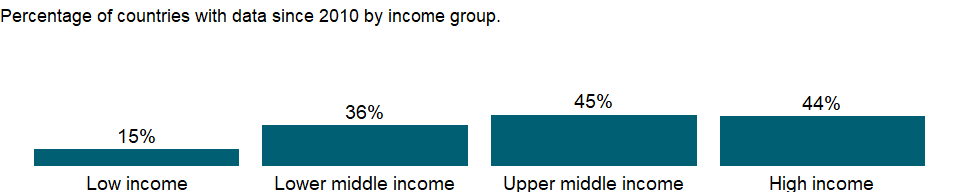 Percentage of countries with data since 2010 by income group.
15%
36%
45%
44%
Low income
Lower middle income
Upper middle income
High income